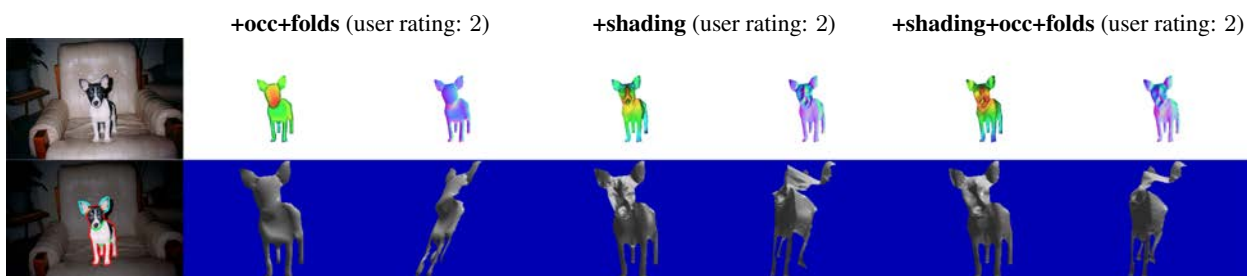 +occ+folds (user rating: 2) +shading (user rating: 2) +shading+occ+folds (user rating: 2)